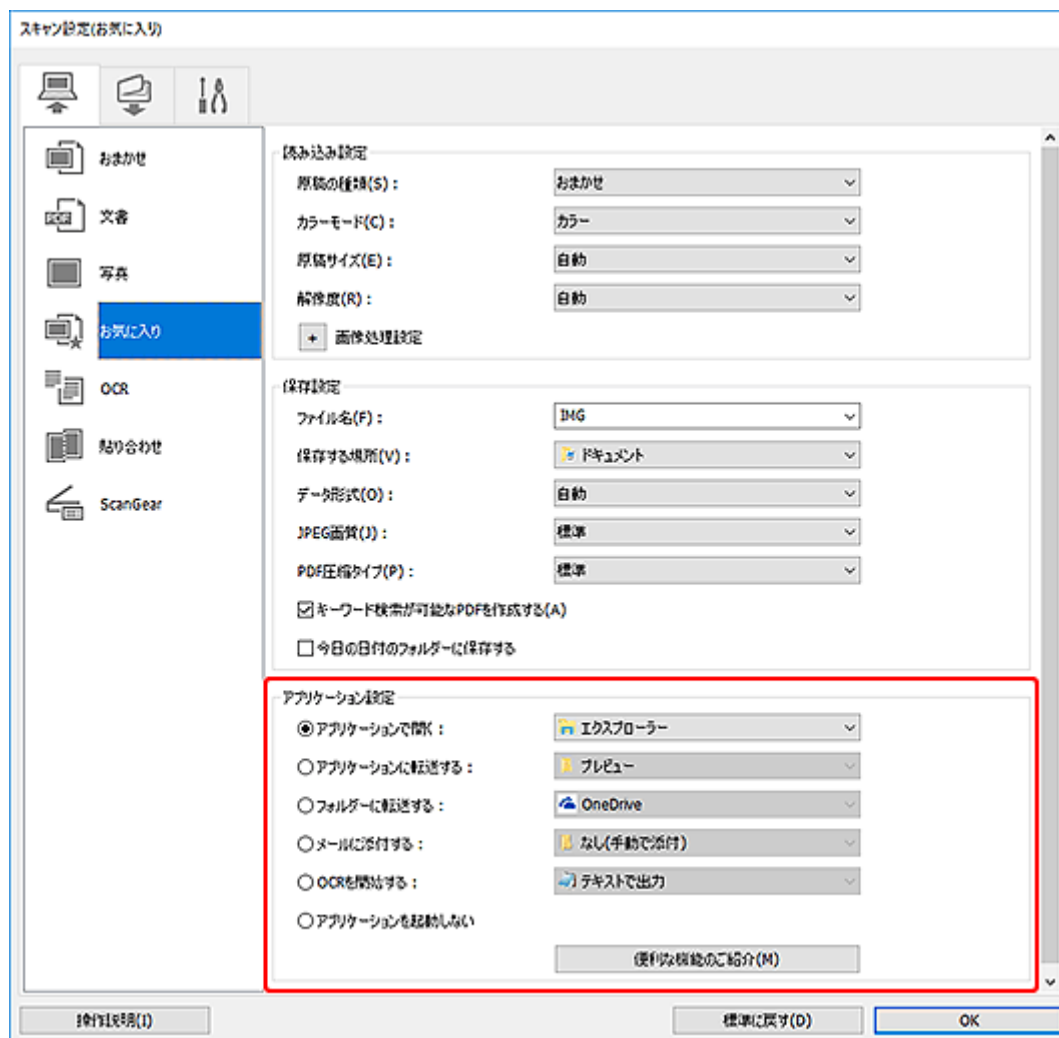 スキャン設定(お気に入り)
おまかせ
PDF
文書
写真
お気に入り
OCR
貼り合わせ
ScanGear
読み込み設定
原稿の種類(S)： おまかせ
カラーモード(C)： カラー
原稿サイズ(E)： 自動
解像度(R)： 自動
+ 画像処理設定
保存設定
ファイル名(F)： IMG
保存する場所(V)： ドキュメント
データ形式(O)： 自動
JPEG画質(J)： 標準
PDF圧縮タイプ(P)： 標準
キーワード検索が可能なPDFを作成する(A)
今日の日付のフォルダーに保存する
アプリケーション設定
アプリケーションで開く： エクスプローラー
アプリケーションに転送する： プレビュー
フォルダーに転送する： OneDrive
メールに添付する： なし(手動で添付)
OCRを開始する： テキストで出力
アプリケーションを起動しない
便利な機能のご紹介(M)
操作説明(I) 標準に戻す(D) OK